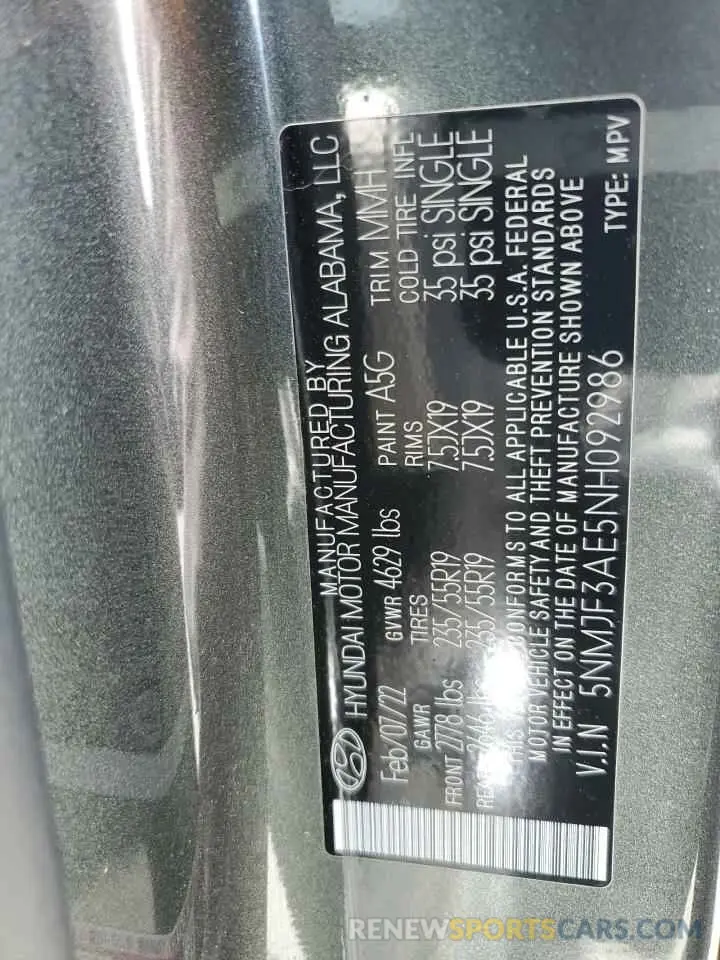 MANUFACTURED BY
HYUNDAI MOTOR MANUFACTURING ALABAMA, LLC
Feb/07/22 GVWR 4629 lbs PAINT A5G TRIM MMH
GAWR TIRES RIMS COLD TIRE INFL
FRONT 2778 lbs 235/55R19 7.5JX19 35 psi SINGLE
2646 lbs 235/55R19 7.5JX19 35 psi SINGLE
THIS CONFORMS TO ALL APPLICABLE U.S.A. FEDERAL
MOTOR VEHICLE SAFETY AND THEFT PREVENTION STANDARDS
IN EFFECT ON THE DATE OF MANUFACTURE SHOWN ABOVE
V.I.N 5NMJF3AE5NH092986 TYPE: MPV
RENEWSPORTSCARS.COM